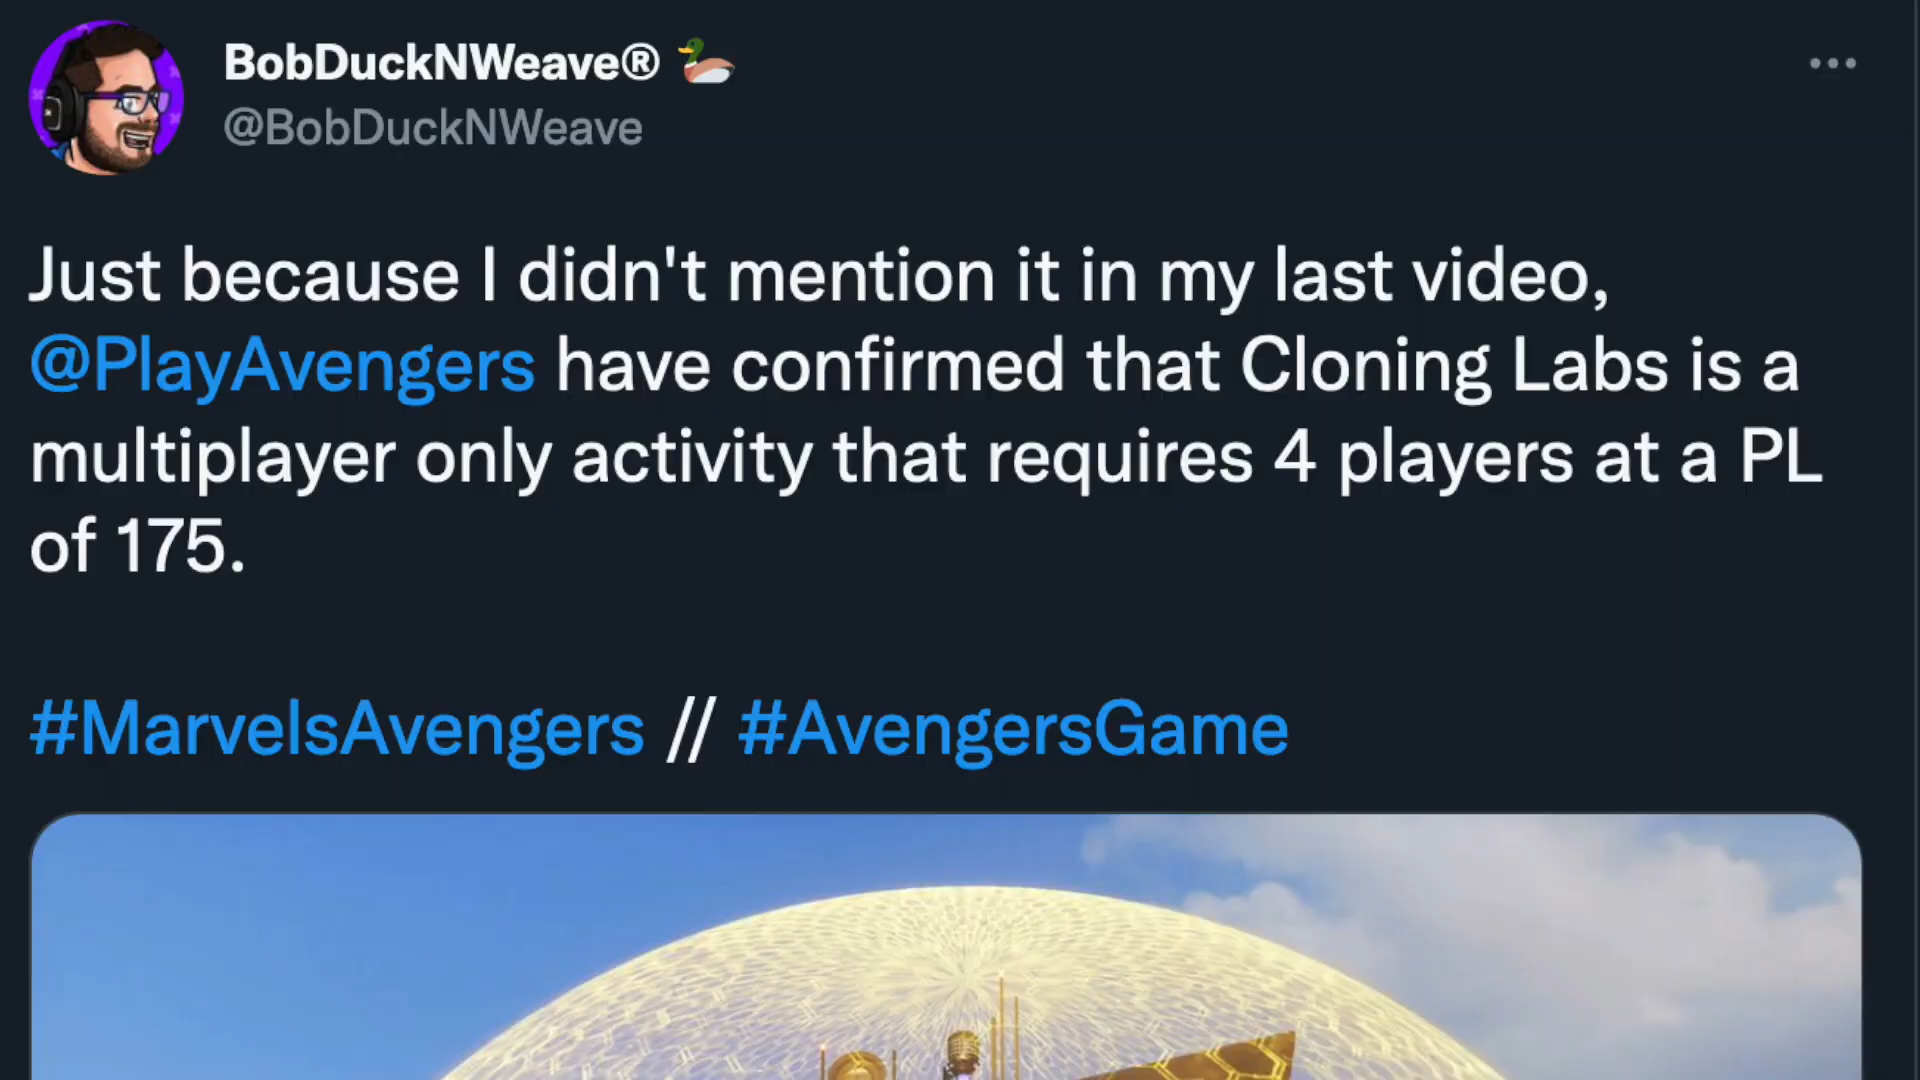 BobDuckNWeave® 🦆
@BobDuckNWeave
Just because I didn't mention it in my last video,
@PlayAvengers have confirmed that Cloning Labs is a
multiplayer only activity that requires 4 players at a PL
of 175.
#MarvelsAvengers // #AvengersGame